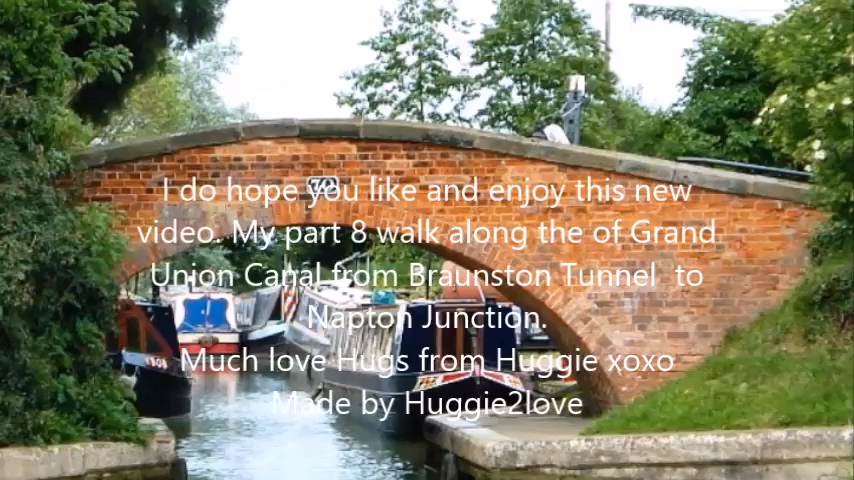 I do hope you like and enjoy this new
video. My part 8 walk along the of Grand
Union Canal from Braunston Tunnel to
Napton Junction.
Much love Hugs from Huggie xoxo
Made by Huggie2love